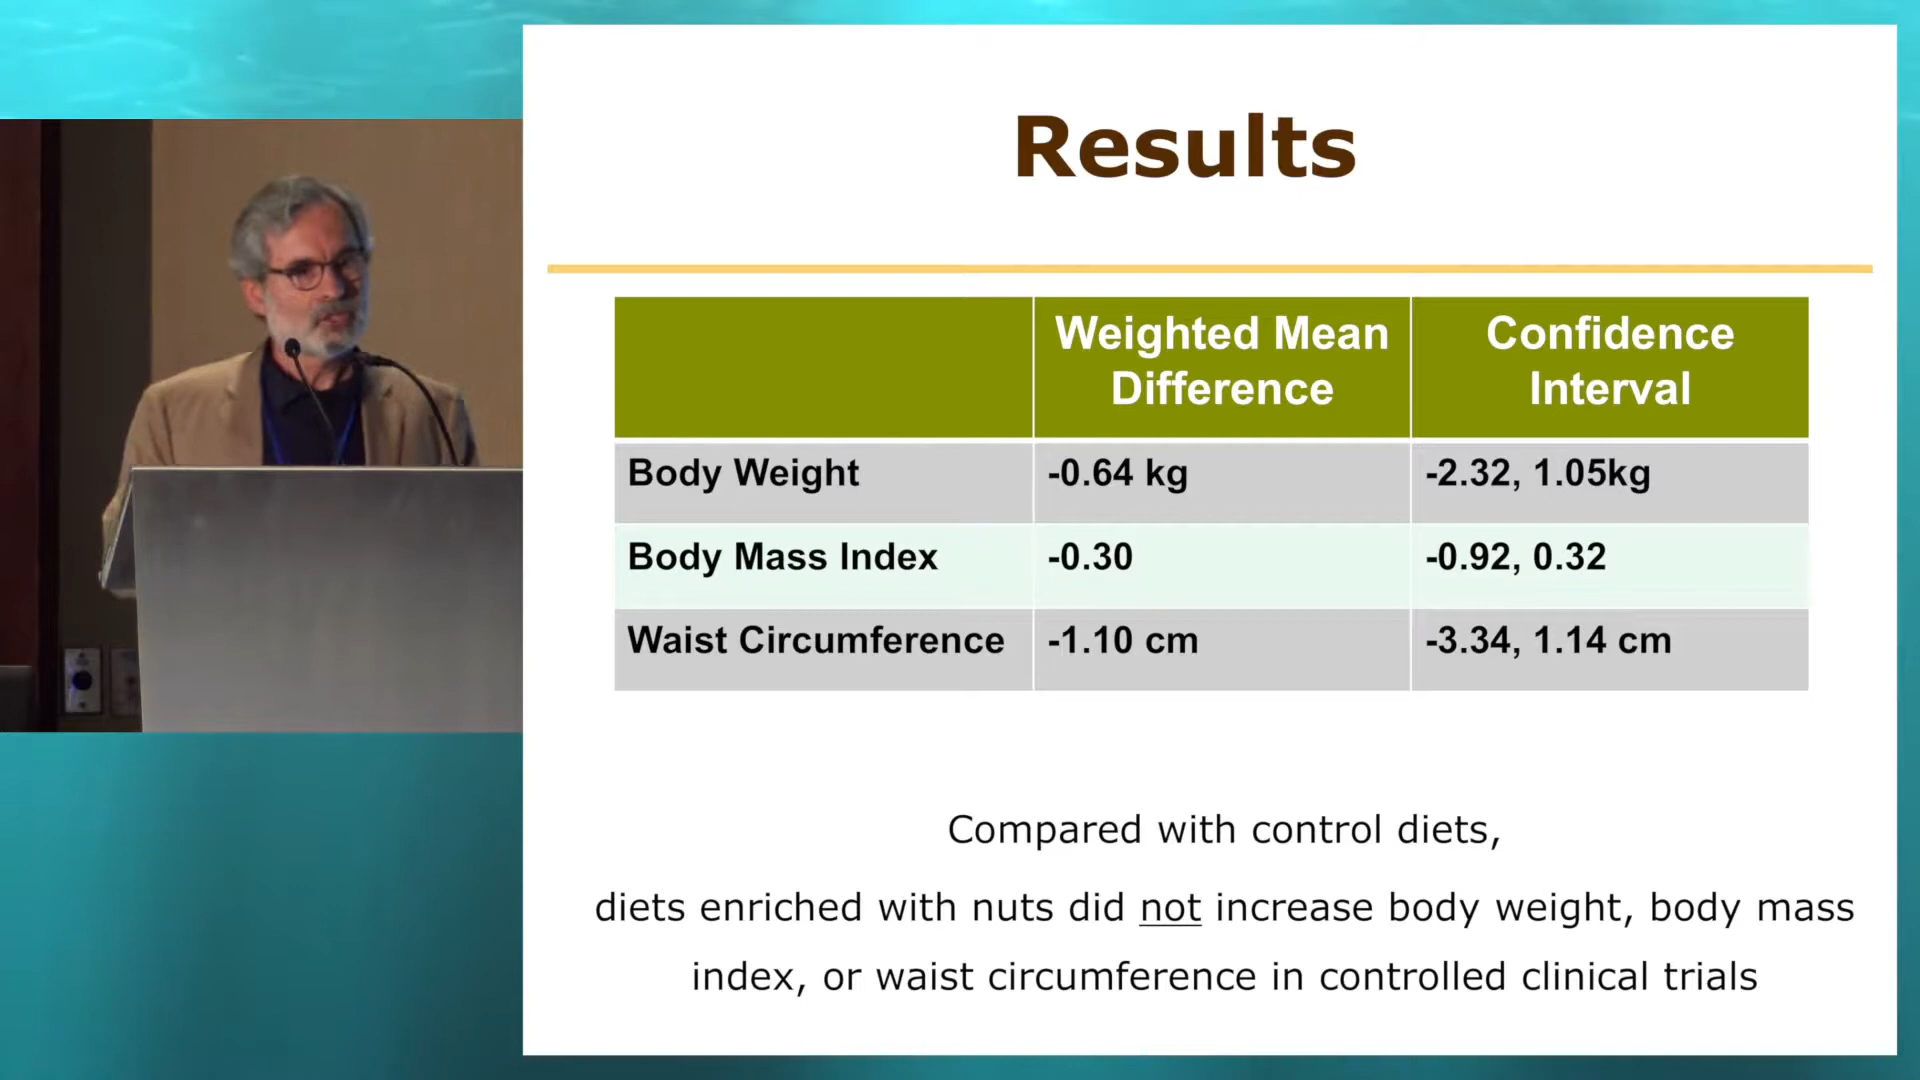 Results
Weighted Mean
Difference
Confidence
Interval
Body Weight -0.64 kg -2.32, 1.05kg
Body Mass Index -0.30 -0.92, 0.32
Waist Circumference -1.10 cm -3.34, 1.14 cm
Compared with control diets,
diets enriched with nuts did not increase body weight, body mass
index, or waist circumference in controlled clinical trials